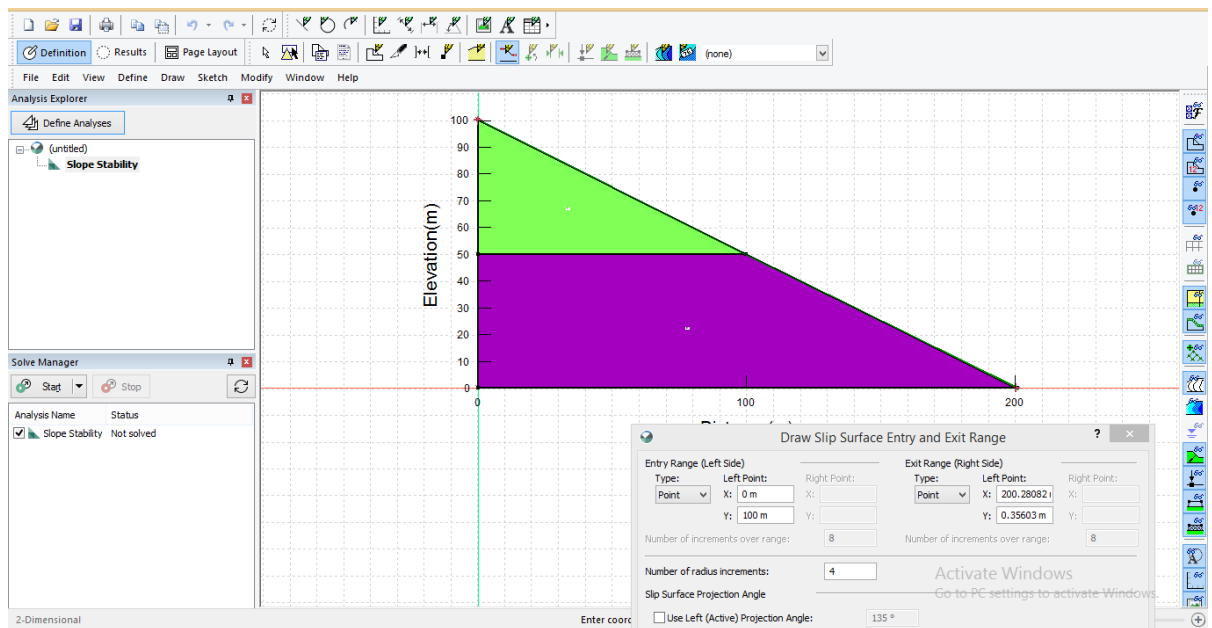 (none)
Definition Results Page Layout
File Edit View Define Draw Sketch Modify Window Help
Analysis Explorer
Define Analyses
(untitled)
Slope Stability
Solve Manager
Start Stop
Analysis Name Status
Slope Stability Not solved
2-Dimensional
Elevation(m)
100
90
80
70
60
50
40
30
20
10
0
0 100 200
Draw Slip Surface Entry and Exit Range ?
Entry Range (Left Side) Exit Range (Right Side)
Type: Left Point: Right Point: Type: Left Point: Right Point:
Point X: 0 m X: Point X: 200.28082 X:
Y: 100 m Y: Y: 0.35603 m Y:
Number of increments over range: 8 Number of increments over range: 8
Number of radius increments: 4
Slip Surface Projection Angle
Use Left (Active) Projection Angle: 135 °
Activate Windows
Go to PC settings to activate Windows.
Enter coord